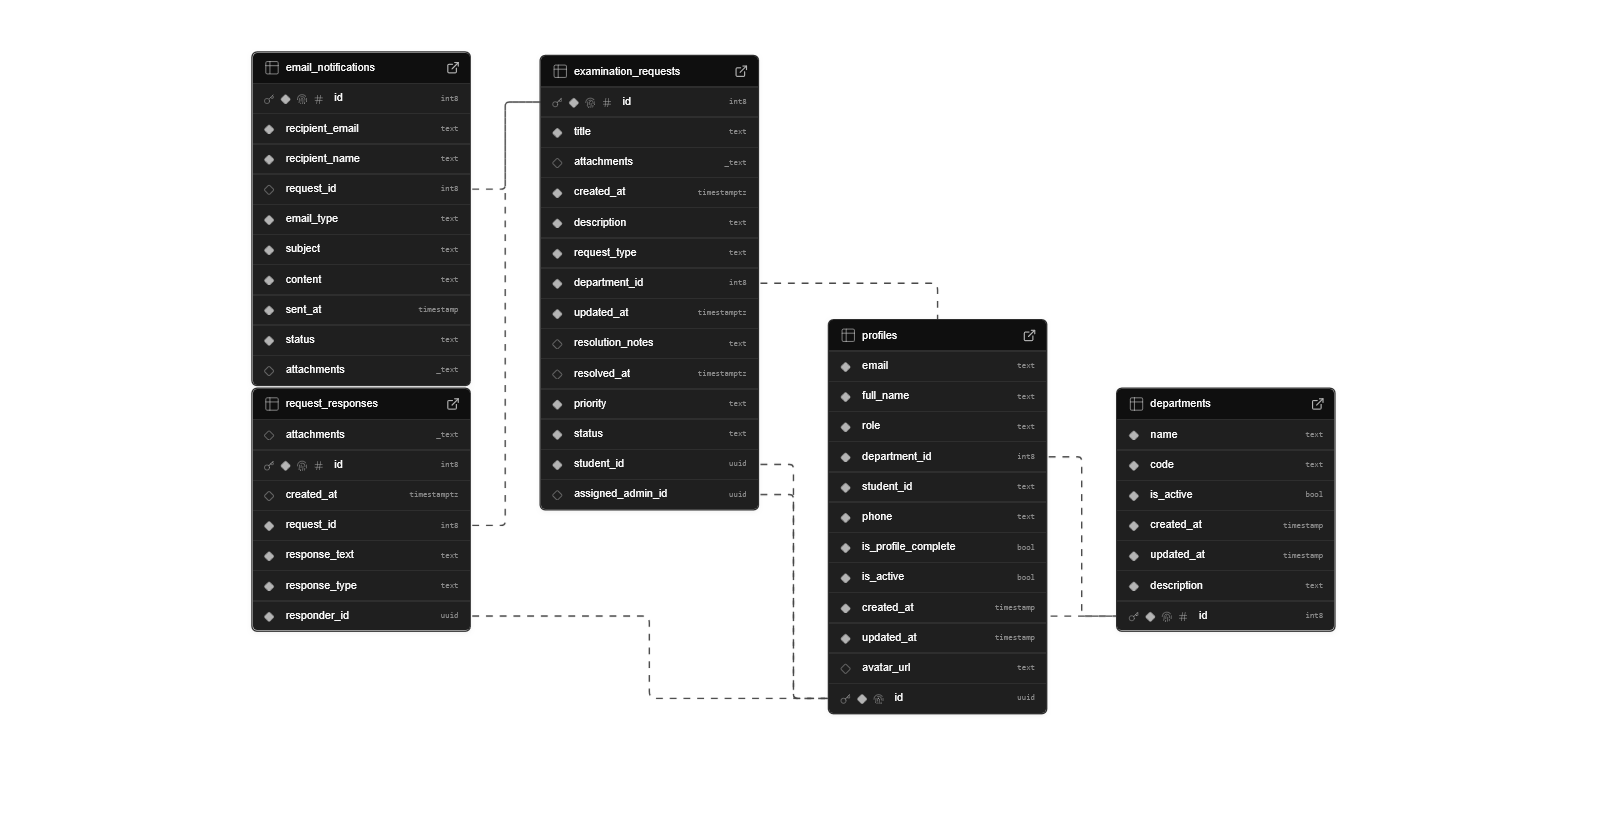 email_notifications
id int8
recipient_email text
recipient_name text
request_id int8
email_type text
subject text
content text
sent_at timestamp
status text
attachments _text
request_responses
attachments _text
id int8
created_at timestamptz
request_id int8
response_text text
response_type text
responder_id uuid
examination_requests
id int8
title text
attachments _text
created_at timestamptz
description text
request_type text
department_id int8
updated_at timestamptz
resolution_notes text
resolved_at timestamptz
priority text
status text
student_id uuid
assigned_admin_id uuid
profiles
email text
full_name text
role text
department_id int8
student_id text
phone text
is_profile_complete bool
is_active bool
created_at timestamp
updated_at timestamp
avatar_url text
id uuid
departments
name text
code text
is_active bool
created_at timestamp
updated_at timestamp
description text
id int8